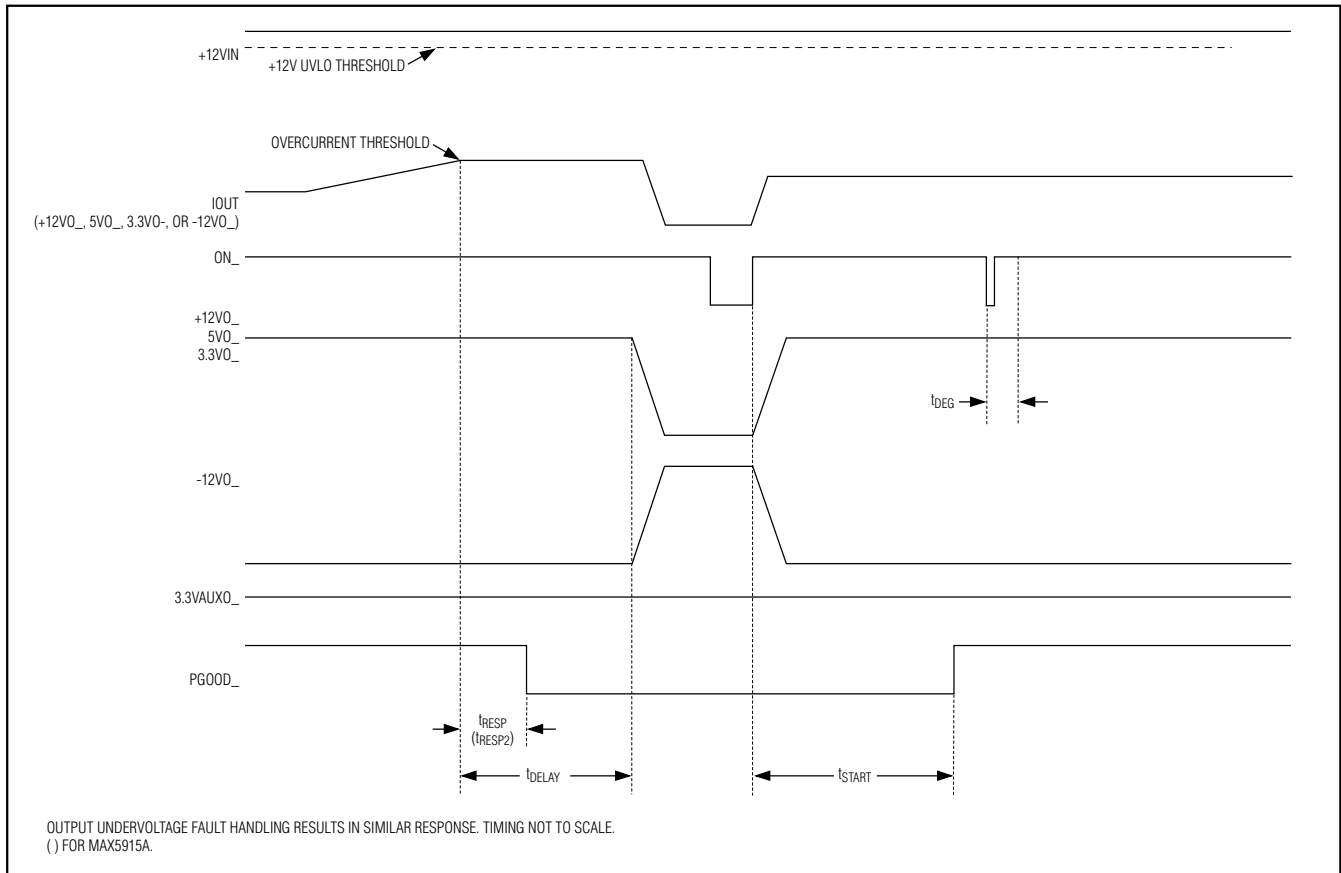 +12VIN
+12V UVLO THRESHOLD
OVERCURRENT THRESHOLD
IOUT
(+12VO_, 5VO_, 3.3VO-, OR -12VO_)
ON_
+12VO_
5VO_
3.3VO_
tDEG
-12VO_
3.3VAUXO_
PGOOD_
tRESP
(tRESP2)
tDELAY
tSTART
OUTPUT UNDERVOLTAGE FAULT HANDLING RESULTS IN SIMILAR RESPONSE. TIMING NOT TO SCALE.
( ) FOR MAX5915A.